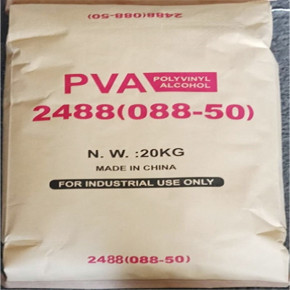 2488(088-50)
PVA POLYVINYL ALCOHOL
2488(088-50)
N. W. :20KG
MADE IN CHINA
FOR INDUSTRIAL USE ONLY
2488(088-50)